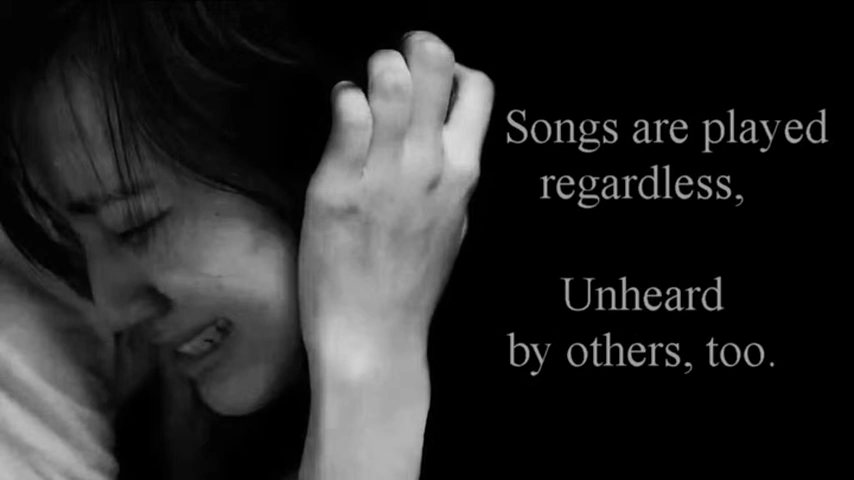 Songs are played
regardless,
Unheard
by others, too.